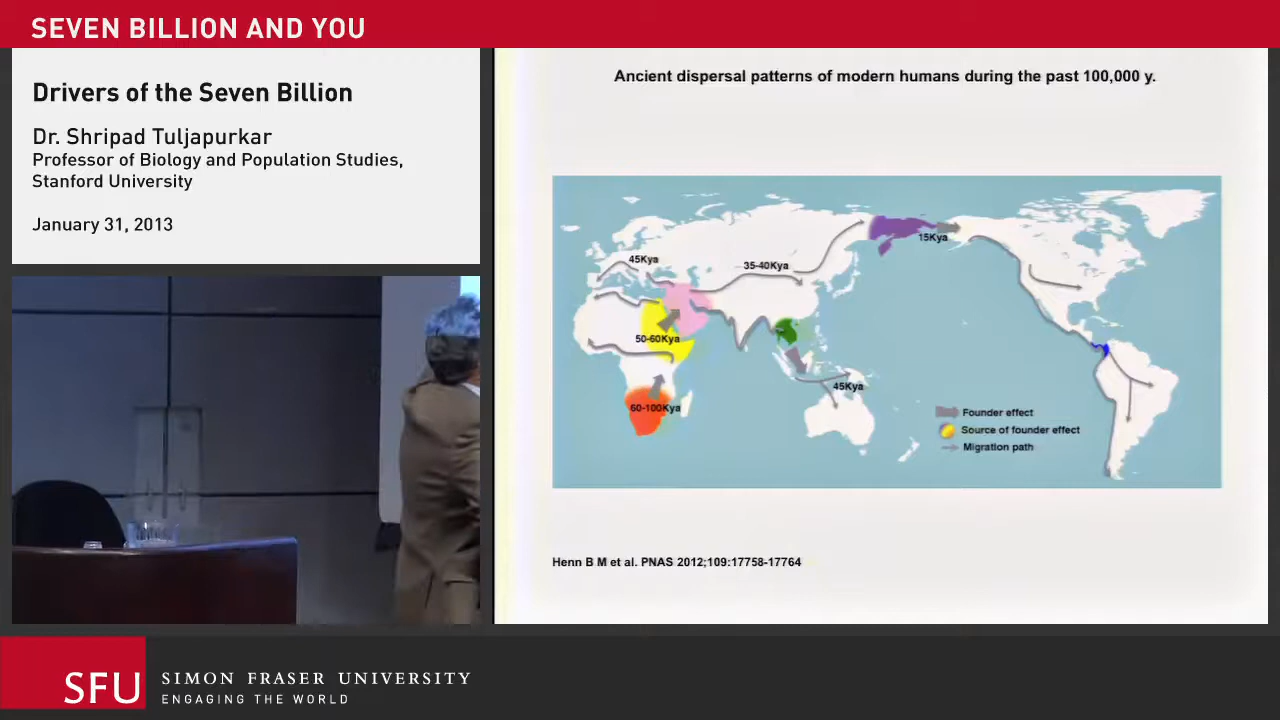 SEVEN BILLION AND YOU
Drivers of the Seven Billion
Dr. Shripad Tuljapurkar
Professor of Biology and Population Studies,
Stanford University
January 31, 2013
Ancient dispersal patterns of modern humans during the past 100,000 y.
15Kya
45Kya
35-40Kya
50-60Kya
45Kya
60-100Kya
Founder effect
Source of founder effect
Migration path
Henn B M et al. PNAS 2012;109:17758-17764
SFU
SIMON FRASER UNIVERSITY
ENGAGING THE WORLD